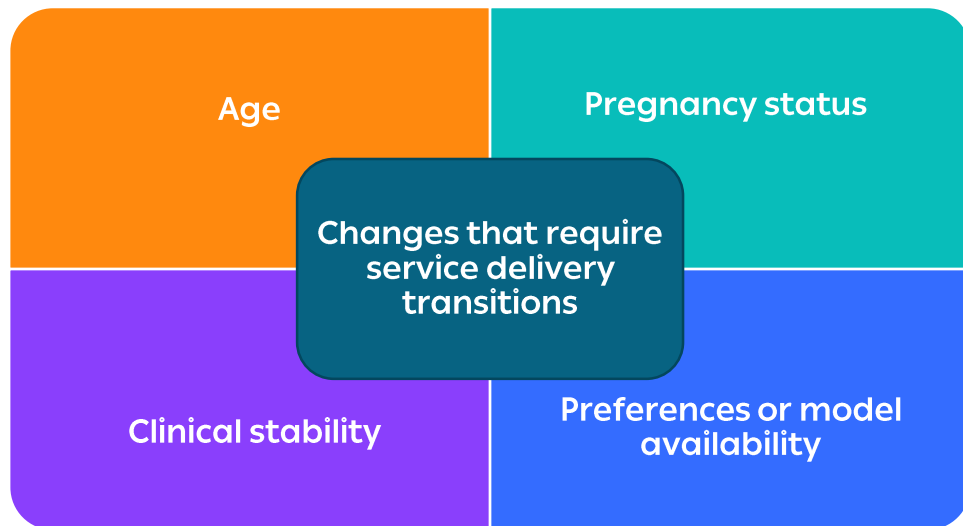 Age
Pregnancy status
Changes that require
service delivery
transitions
Clinical stability
Preferences or model
availability